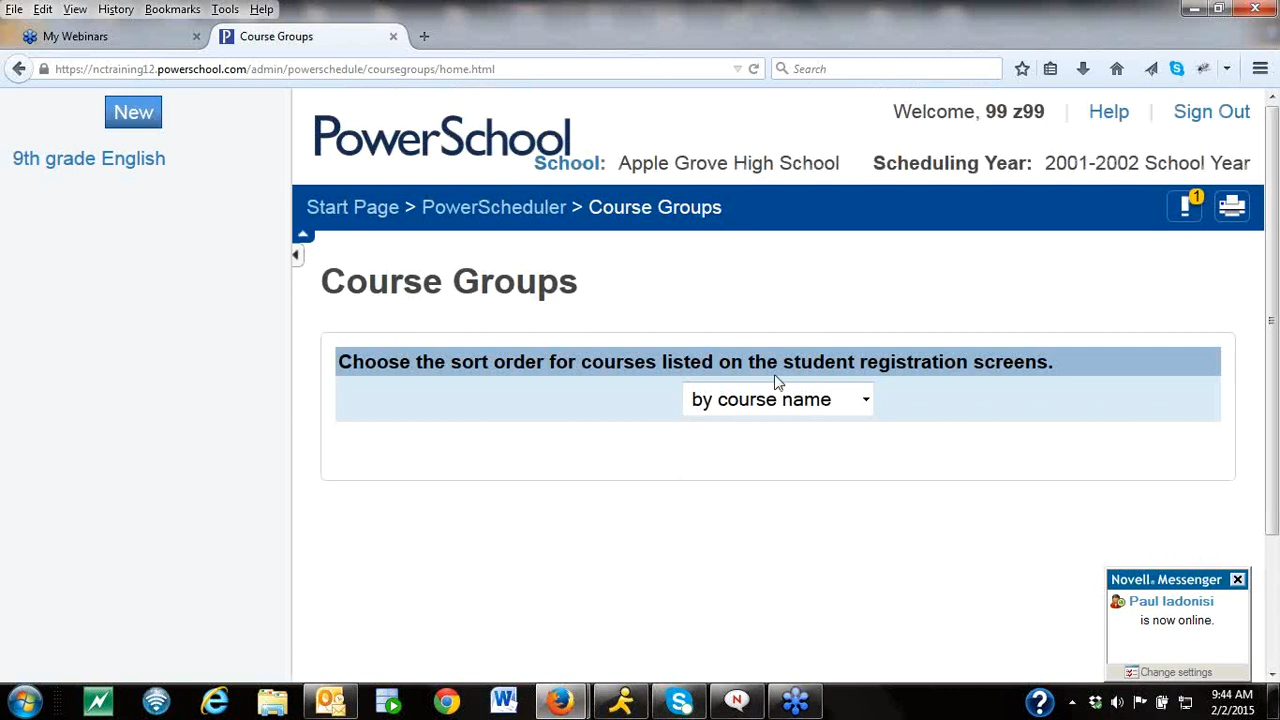 File Edit View History Bookmarks Tools Help
My Webinars × Course Groups × +
https://nctraining12.powerschool.com/admin/powerschedule/coursegroups/home.html Search
New
9th grade English
Welcome, 99 z99 | Help | Sign Out
PowerSchool
School: Apple Grove High School Scheduling Year: 2001-2002 School Year
Start Page > PowerScheduler > Course Groups
1
Course Groups
Choose the sort order for courses listed on the student registration screens.
by course name
Novell® Messenger
Paul Iadonisi
is now online.
Change settings
9:44 AM
2/2/2015